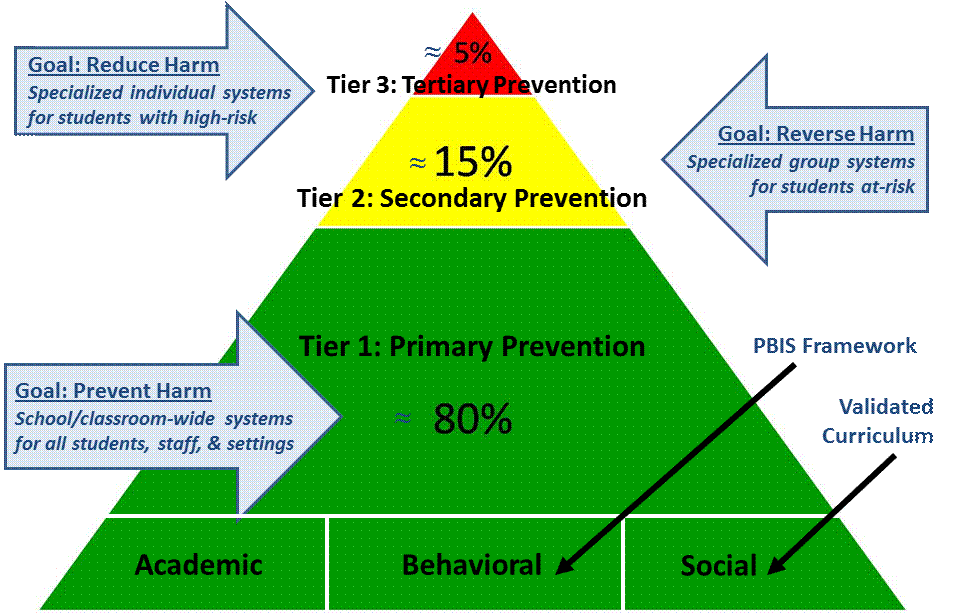 ≈ 5%
Tier 3: Tertiary Prevention
Goal: Reduce Harm
Specialized individual systems
for students with high-risk
≈ 15%
Tier 2: Secondary Prevention
Goal: Reverse Harm
Specialized group systems
for students at-risk
Tier 1: Primary Prevention
≈ 80%
Goal: Prevent Harm
School/classroom-wide systems
for all students, staff, & settings
PBIS Framework
Validated
Curriculum
Academic
Behavioral
Social